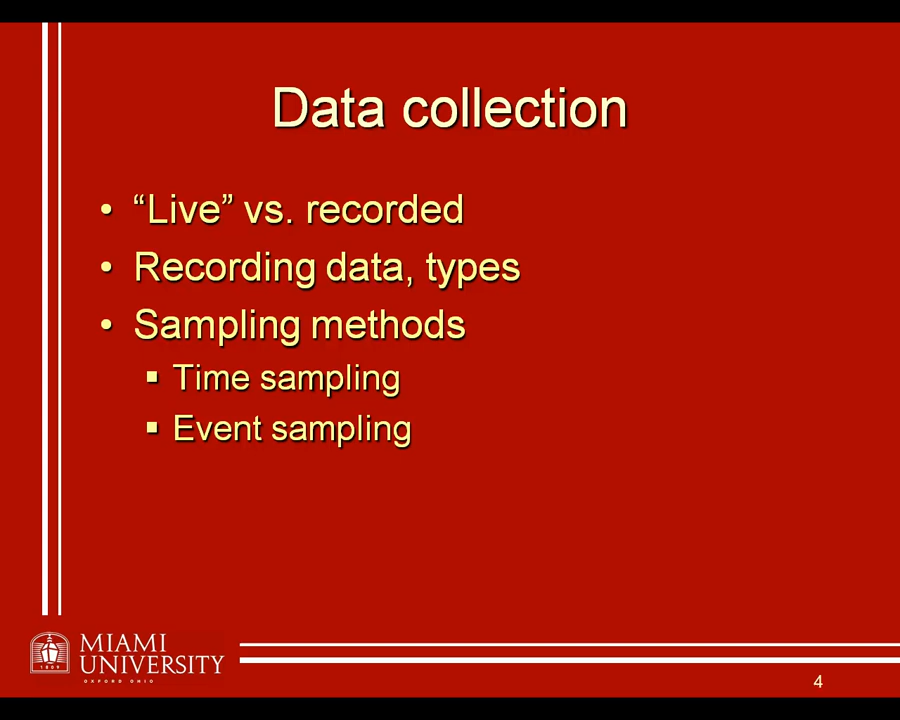 Data collection
• “Live” vs. recorded
• Recording data, types
• Sampling methods
▪ Time sampling
▪ Event sampling
1809
MIAMI
UNIVERSITY
OXFORD OHIO
4